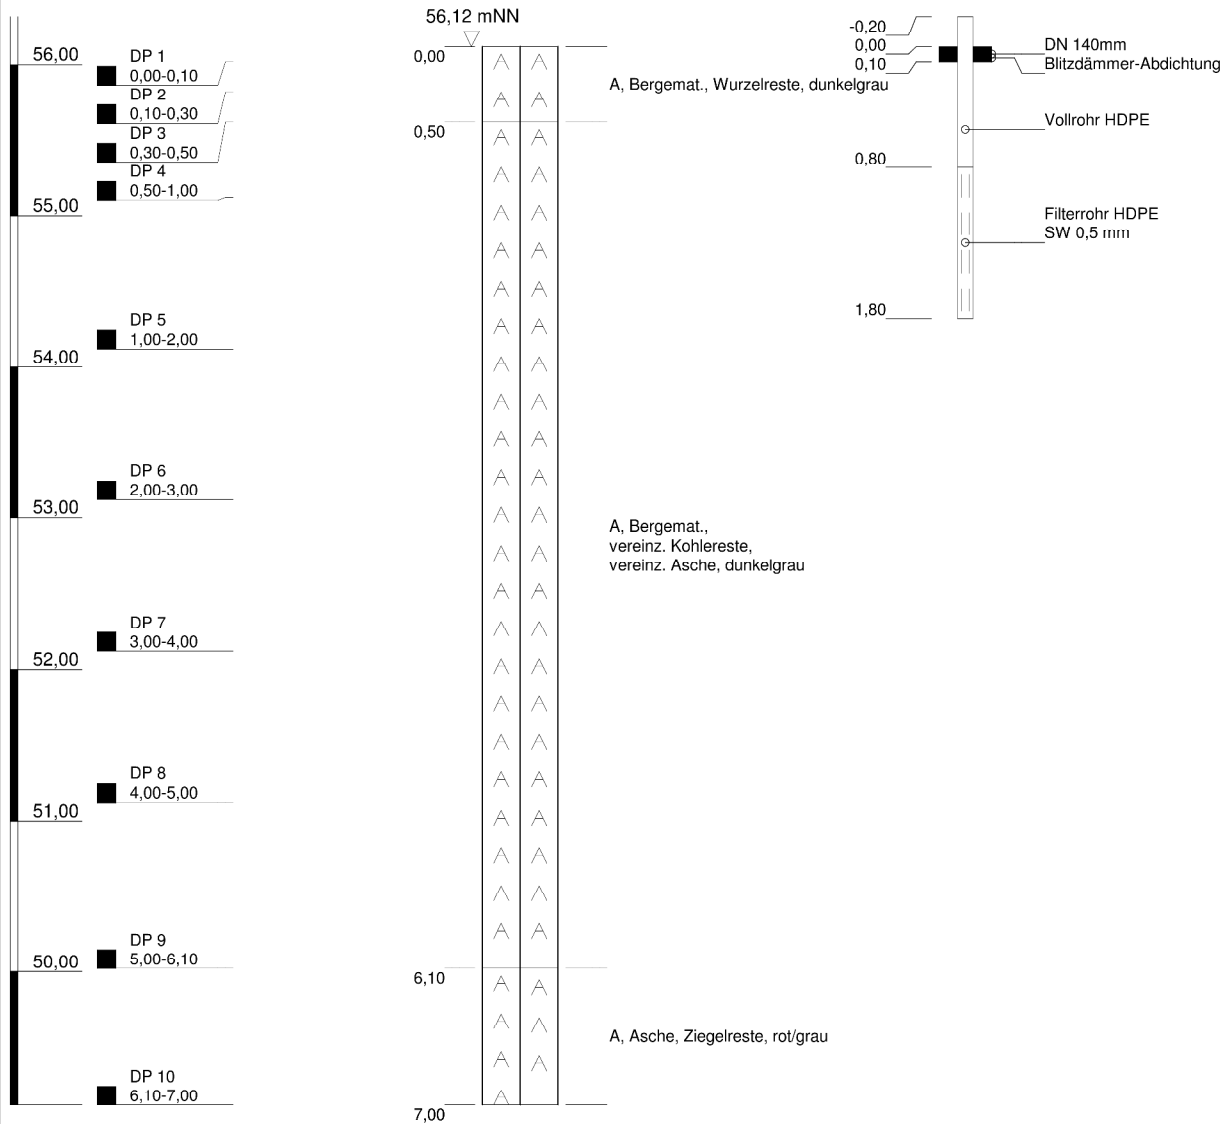 56,12 mNN
56,00
55,00
54,00
53,00
52,00
51,00
50,00
DP 1
0,00-0,10
DP 2
0,10-0,30
DP 3
0,30-0,50
DP 4
0,50-1,00
DP 5
1,00-2,00
DP 6
2,00-3,00
DP 7
3,00-4,00
DP 8
4,00-5,00
DP 9
5,00-6,10
DP 10
6,10-7,00
0,00
0,50
6,10
7,00
A, Bergemat., Wurzelreste, dunkelgrau
A, Bergemat.,
vereinz. Kohlereste,
vereinz. Asche, dunkelgrau
A, Asche, Ziegelreste, rot/grau
-0,20
0,00
0,10
0,80
1,80
DN 140mm
Blitzdämmer-Abdichtung
Vollrohr HDPE
Filterrohr HDPE
SW 0,5 mm